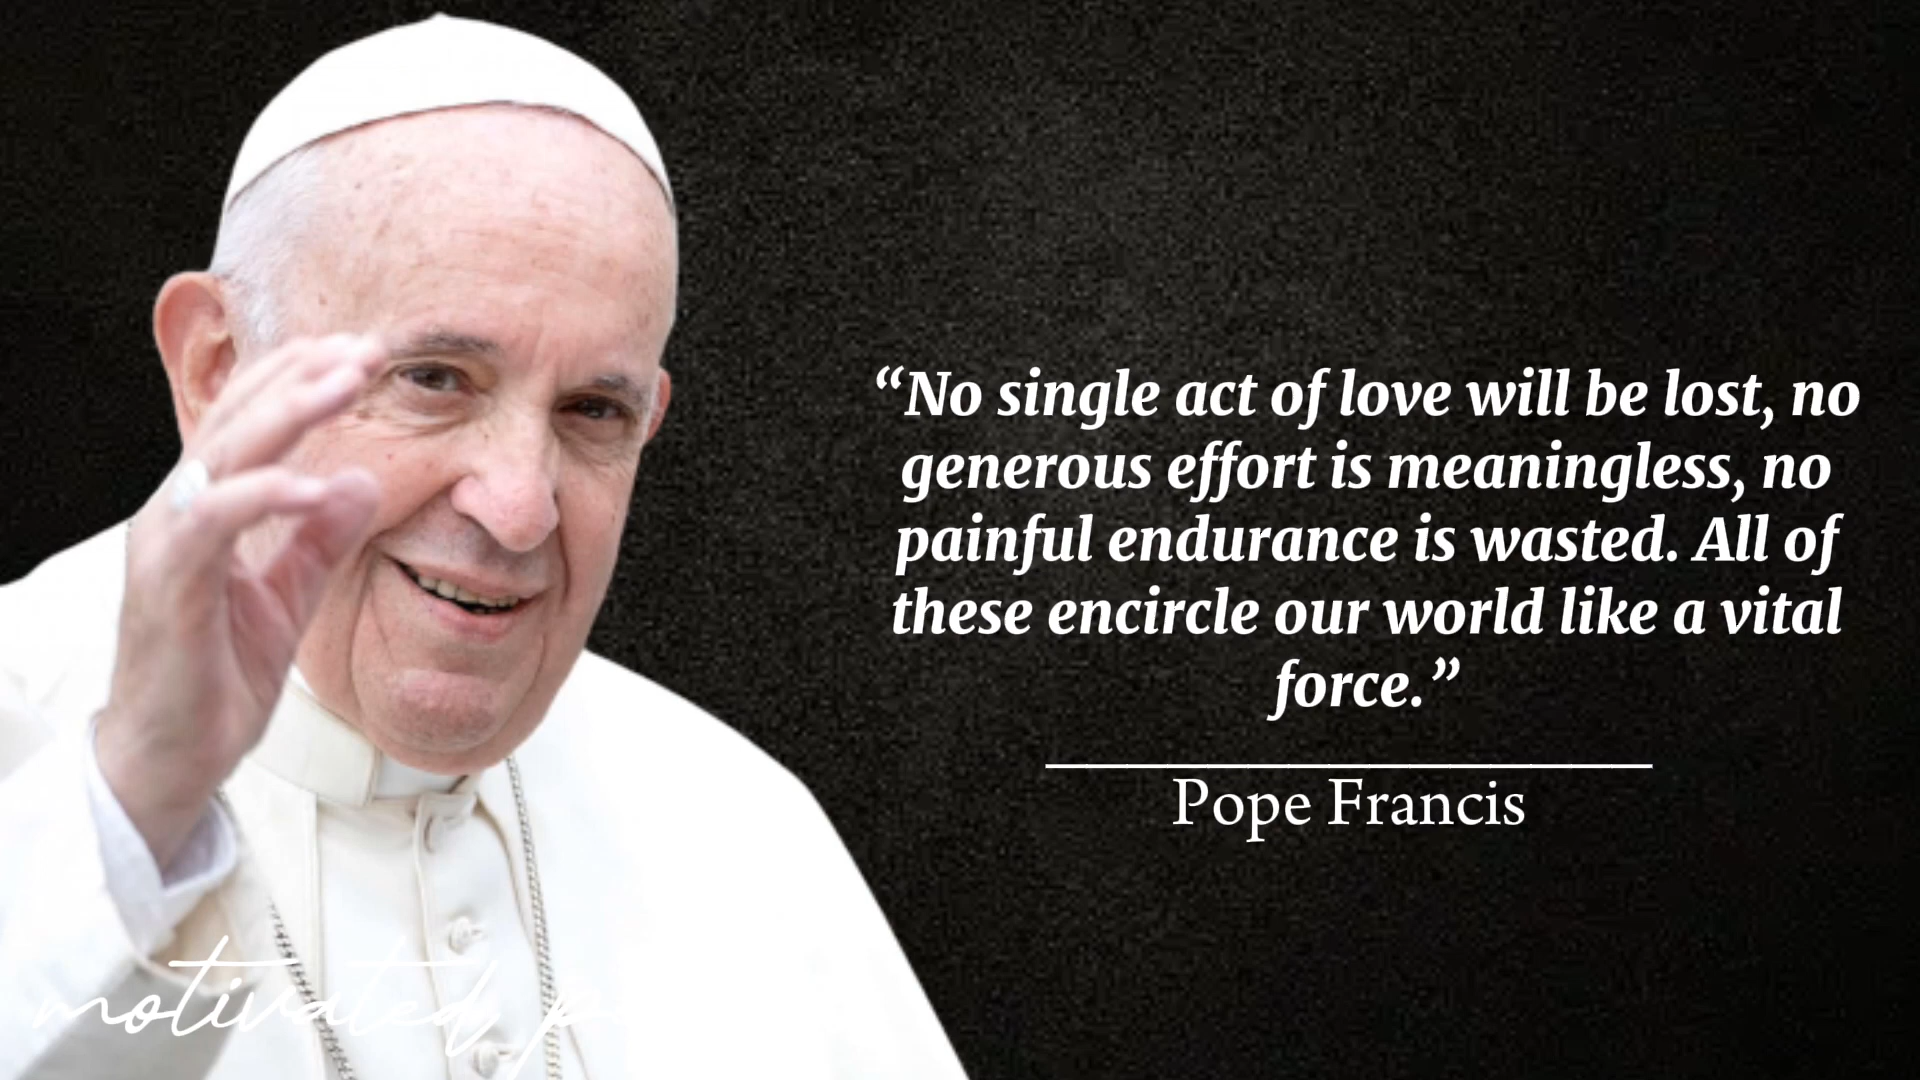 “No single act of love will be lost, no
generous effort is meaningless, no
painful endurance is wasted. All of
these encircle our world like a vital
force.”
Pope Francis
motivated